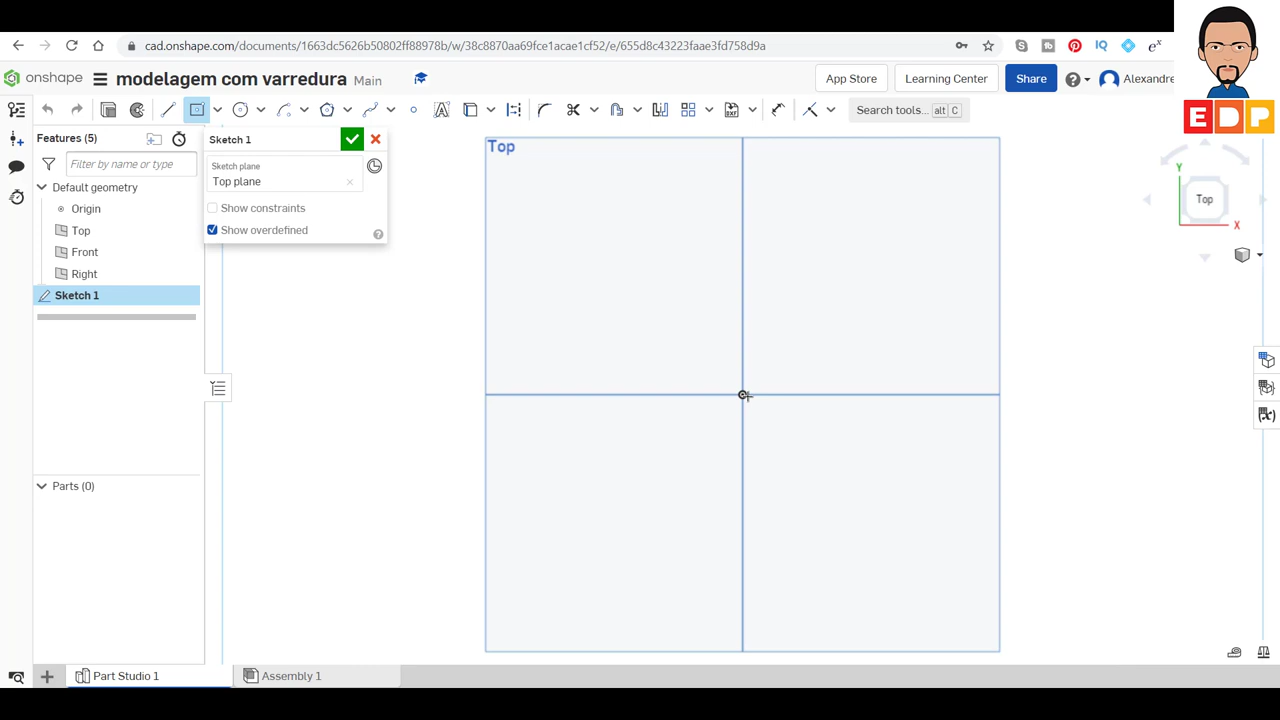 cad.onshape.com/documents/1663dc5626b50802ff88978b/w/38c8870aa69fce1acae1cf52/e/655d8c43223faae3fd758d9a
onshape modelagem com varredura Main App Store Learning Center Share Alexandre
EDP
Search tools... alt C
Features (5)
Filter by name or type
Default geometry
Origin
Top
Front
Right
Sketch 1
Parts (0)
Sketch 1
Sketch plane
Top plane
Show constraints
Show overdefined
Top
Y
Top
X
Part Studio 1 Assembly 1